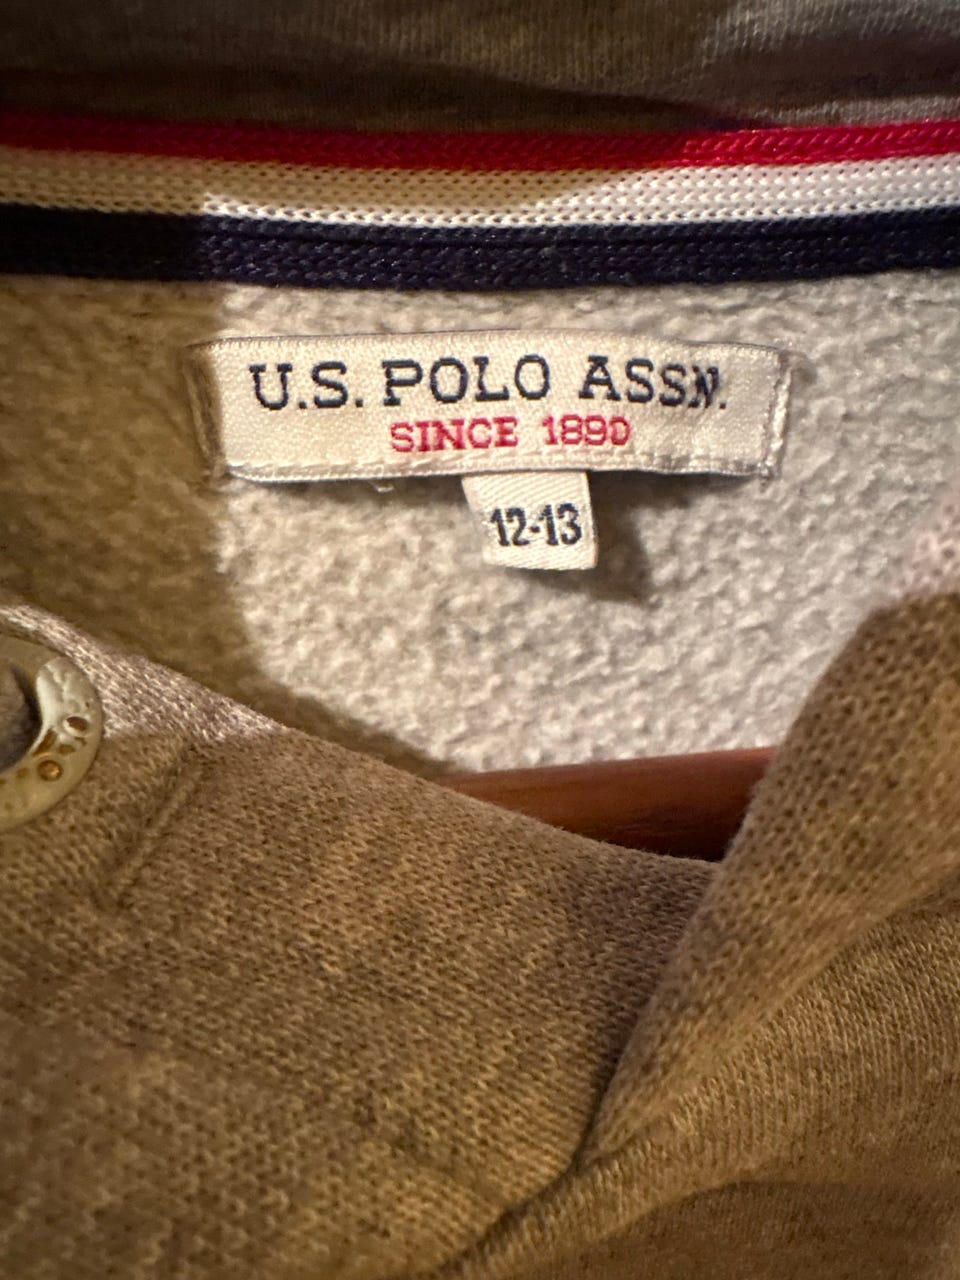 U.S. POLO ASSN.
SINCE 1890
12-13